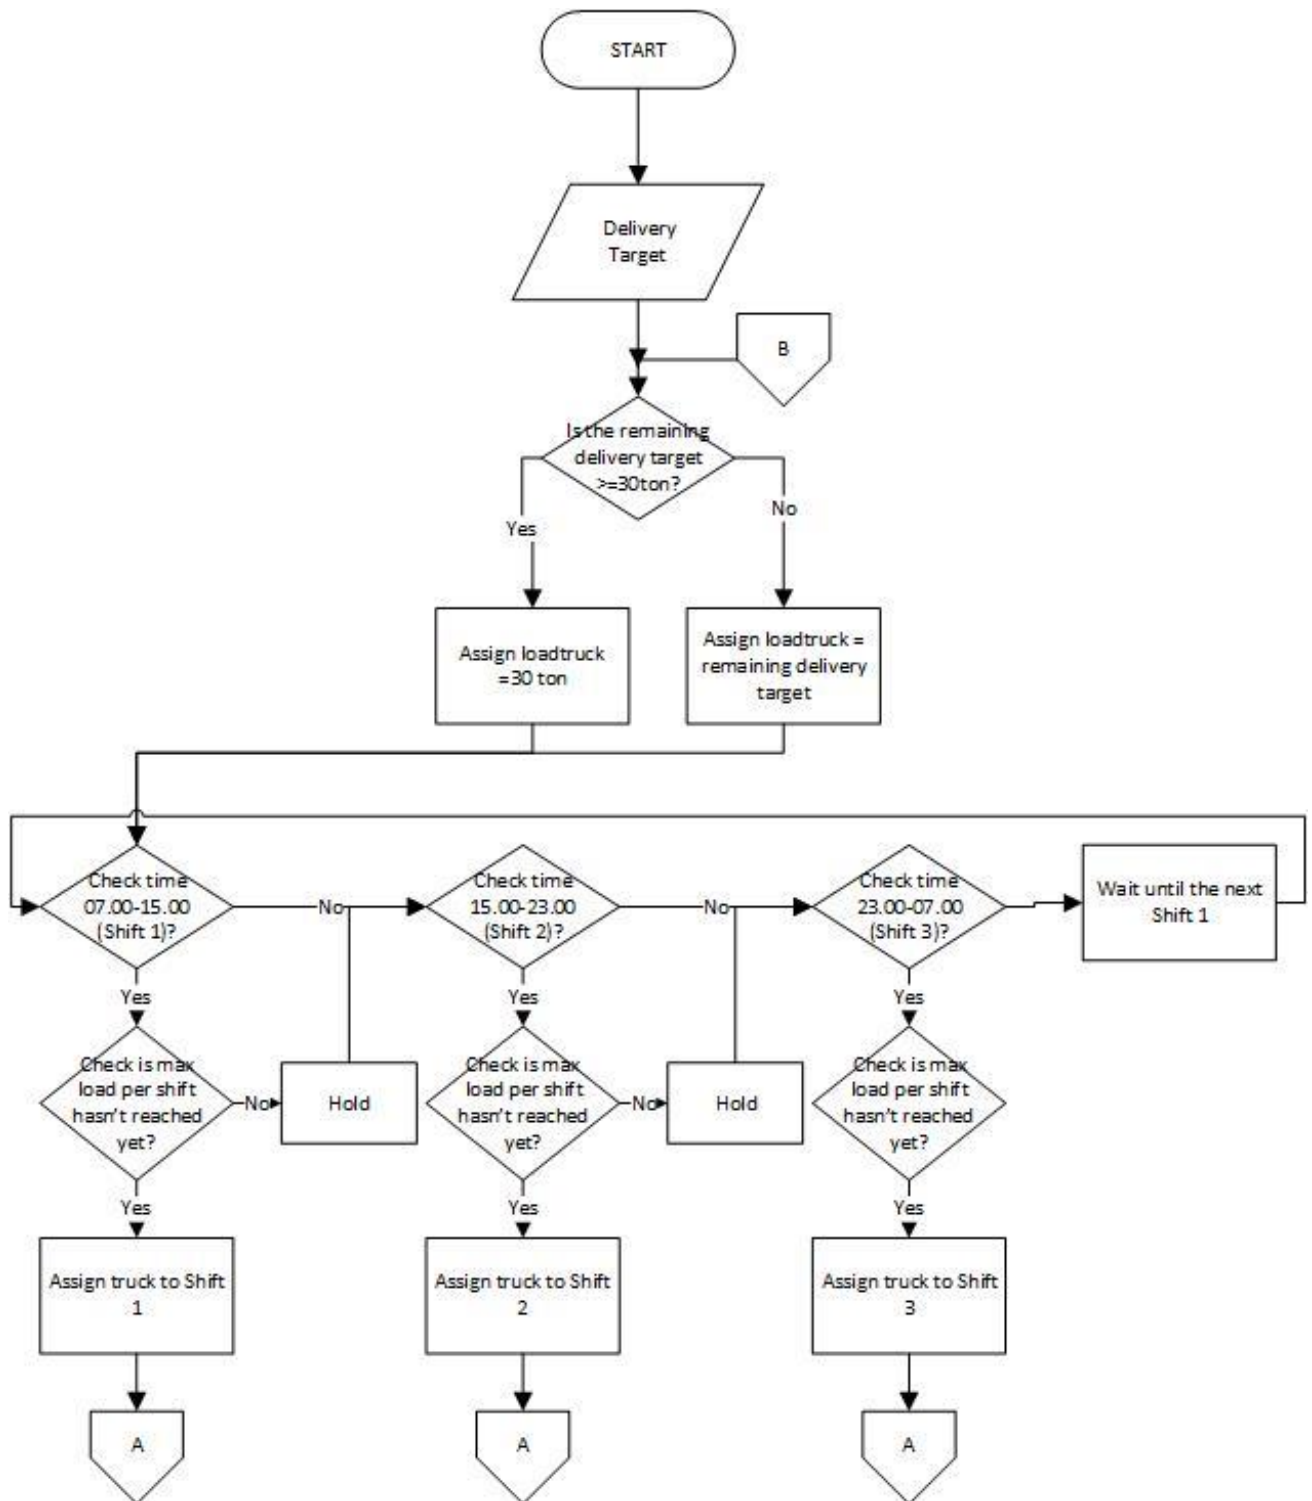 START
Delivery
Target
B
Is the remaining
delivery target
>=30ton?
Yes
No
Assign loadtruck
=30 ton
Assign loadtruck =
remaining delivery
target
Check time
07.00-15.00
(Shift 1)?
No
Check time
15.00-23.00
(Shift 2)?
No
Check time
23.00-07.00
(Shift 3)?
Wait until the next
Shift 1
Yes
Yes
Yes
Check is max
load per shift
hasn't reached
yet?
No
Hold
Check is max
load per shift
hasn't reached
yet?
No
Hold
Check is max
load per shift
hasn't reached
yet?
Yes
Yes
Yes
Assign truck to Shift
1
Assign truck to Shift
2
Assign truck to Shift
3
A
A
A